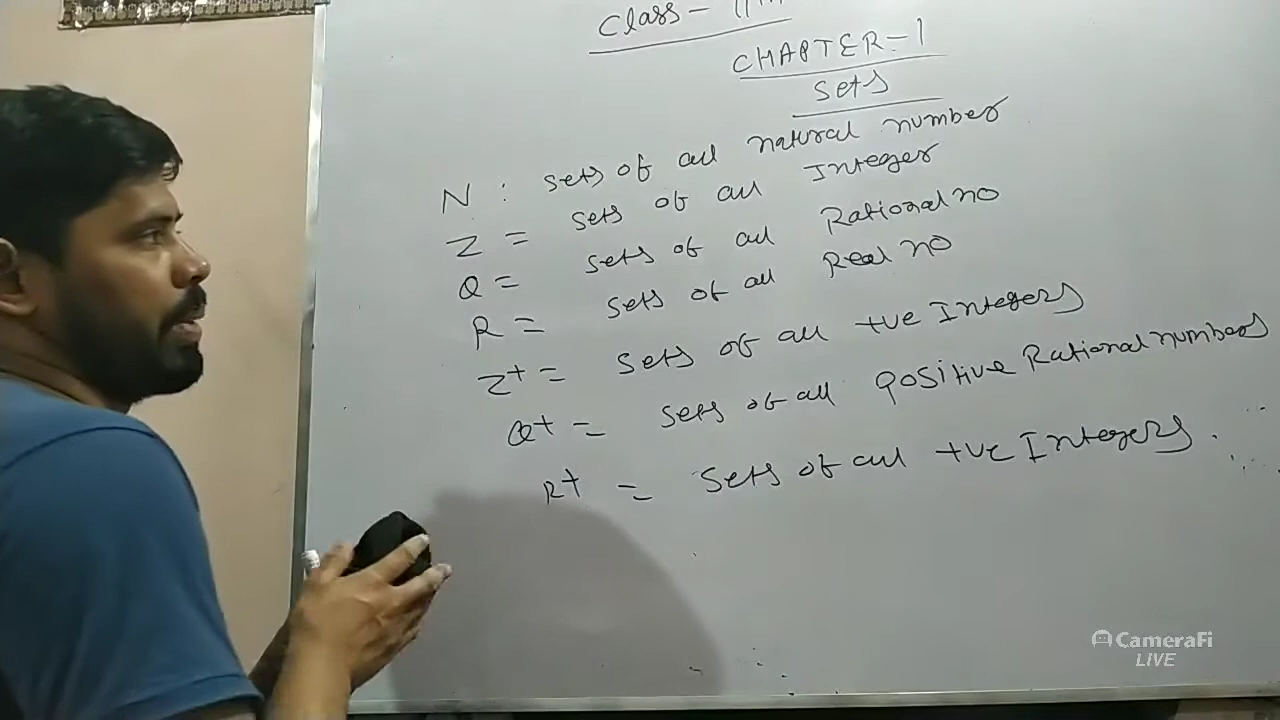 Class - 11th
CHAPTER-1
Sets
N : sets of all natural number
Z = sets of all Integer
Q = sets of all Rational no
R = sets of all Real no
Z+ = sets of all +ve Integers
Q+ = sets of all positive Rational numbers
R+ = sets of all +ve Integers.
CameraFi
LIVE